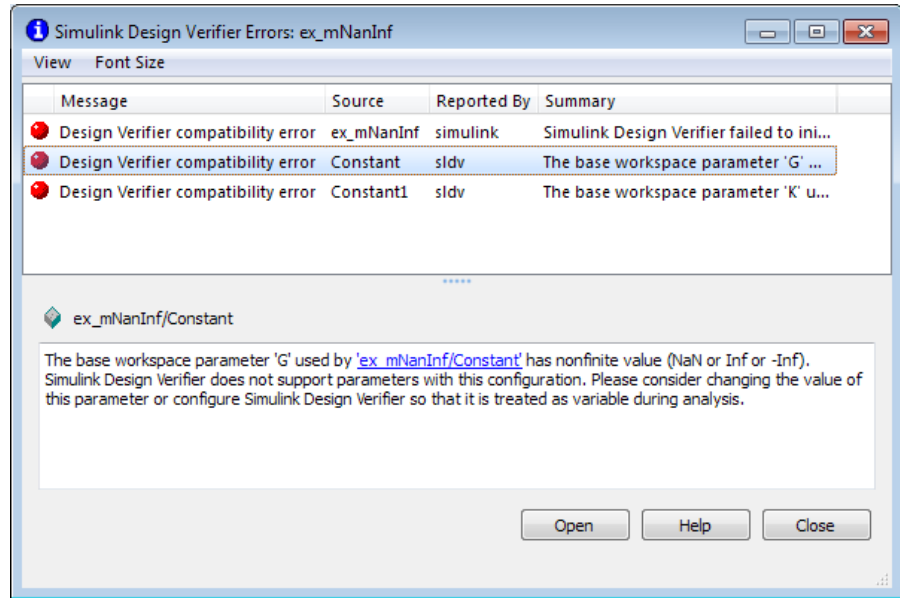 Simulink Design Verifier Errors: ex_mNanInf
View Font Size
Message Source Reported By Summary
Design Verifier compatibility error ex_mNanInf simulink Simulink Design Verifier failed to ini...
Design Verifier compatibility error Constant sldv The base workspace parameter 'G' ...
Design Verifier compatibility error Constant1 sldv The base workspace parameter 'K' u...
ex_mNanInf/Constant
The base workspace parameter 'G' used by 'ex_mNanInf/Constant' has nonfinite value (NaN or Inf or -Inf).
Simulink Design Verifier does not support parameters with this configuration. Please consider changing the value of
this parameter or configure Simulink Design Verifier so that it is treated as variable during analysis.
Open Help Close